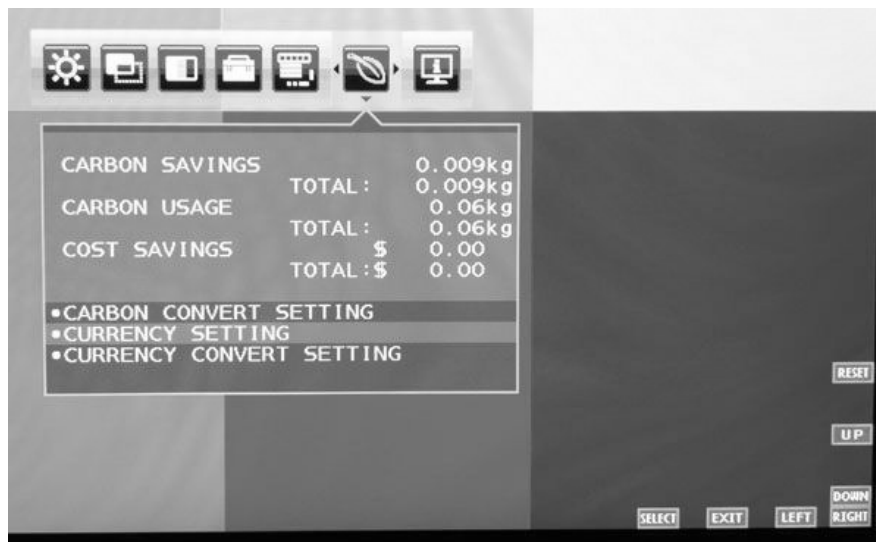 CARBON SAVINGS 0.009kg
TOTAL: 0.009kg
CARBON USAGE 0.06kg
TOTAL: 0.06kg
COST SAVINGS $ 0.00
TOTAL:$ 0.00
•CARBON CONVERT SETTING
•CURRENCY SETTING
•CURRENCY CONVERT SETTING
RESET
UP
DOWN
SELECT EXIT LEFT RIGHT